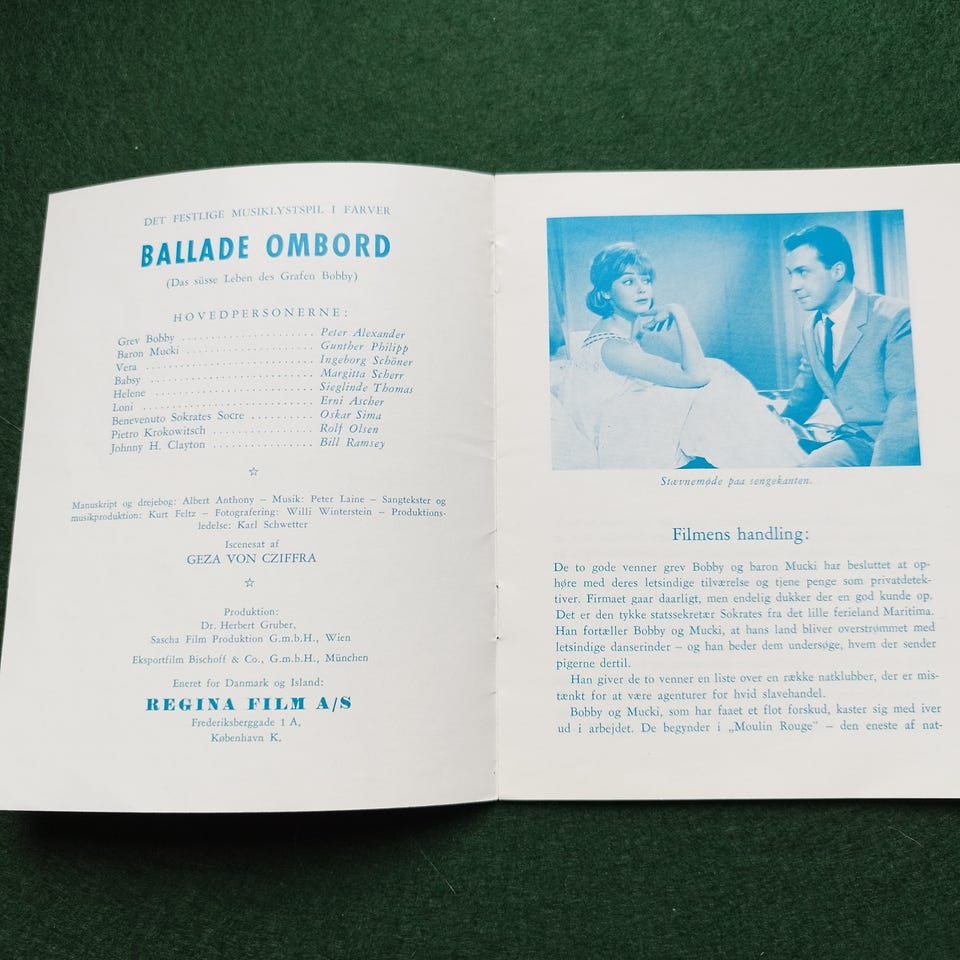 DET FESTLIGE MUSIKLYSTSPIL I FARVER
BALLADE OMBORD
(Das süsse Leben des Grafen Bobby)
HOVEDPERSONERNE:
Grev Bobby . . . . . . . . . . . . . . . . . . . . Peter Alexander
Baron Mucki . . . . . . . . . . . . . . . . . . . Gunther Philipp
Vera . . . . . . . . . . . . . . . . . . . . . . . . Ingeborg Schöner
Babsy . . . . . . . . . . . . . . . . . . . . . . . Margitta Scherr
Helene . . . . . . . . . . . . . . . . . . . . . . Sieglinde Thomas
Loni . . . . . . . . . . . . . . . . . . . . . . . . Erni Ascher
Benevenuto Sokrates Socre . . . . . . . . . Oskar Sima
Pietro Krokowitsch . . . . . . . . . . . . . . Rolf Olsen
Johnny H. Clayton . . . . . . . . . . . . . . . Bill Ramsey
Manuskript og drejebog: Albert Anthony – Musik: Peter Laine – Sangtekster og
musikproduktion: Kurt Feltz – Fotografering: Willi Winterstein – Produktions-
ledelse: Karl Schwetter
Iscenesat af
GEZA VON CZIFFRA
Produktion:
Dr. Herbert Gruber,
Sascha Film Produktion G.m.b.H., Wien
Eksportfilm Bischoff & Co., G.m.b.H., München
Eneret for Danmark og Island:
REGINA FILM A/S
Frederiksberggade 1 A,
København K.
Stævnemøde paa sengekanten.
Filmens handling:
De to gode venner grev Bobby og baron Mucki har besluttet at op-
høre med deres letsindige tilværelse og tjene penge som privatdetek-
tiver. Firmaet gaar daarligt, men endelig dukker der en god kunde op.
Det er den tykke statssekretær Sokrates fra det lille ferieland Maritima.
Han fortæller Bobby og Mucki, at hans land bliver overstrømmet med
letsindige danserinder – og han beder dem undersøge, hvem der sender
pigerne dertil.
Han giver de to venner en liste over en række natklubber, der er mis-
tænkt for at være agenturer for hvid slavehandel.
Bobby og Mucki, som har faaet et flot forskud, kaster sig med iver
ud i arbejdet. De begynder i „Moulin Rouge" – den eneste af nat-